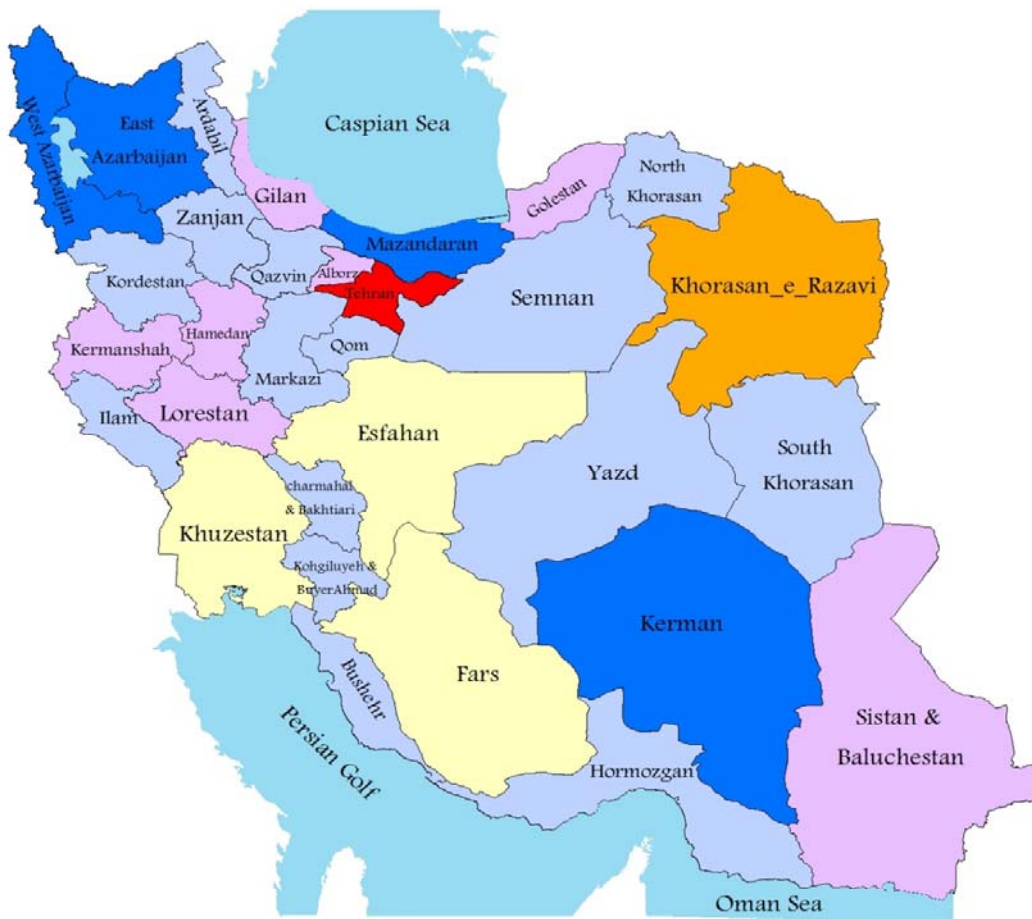 Caspian Sea
West Azarbaijan
East
Azarbaijan
Ardabil
Gilan
Golestan
North
Khorasan
Zanjan
Mazandaran
Kordestan
Qazvin
Alborz
Tehran
Semnan
Khorasan_e_Razavi
Hamedan
Kermanshah
Qom
Markazi
Ilam
Lorestan
Esfahan
Yazd
South
Khorasan
charmahal
& Bakhtiari
Khuzestan
Kohgiluyeh &
BuyerAhmad
Kerman
Fars
Bushehr
Sistan &
Baluchestan
Persian Golf
Hormozgan
Oman Sea